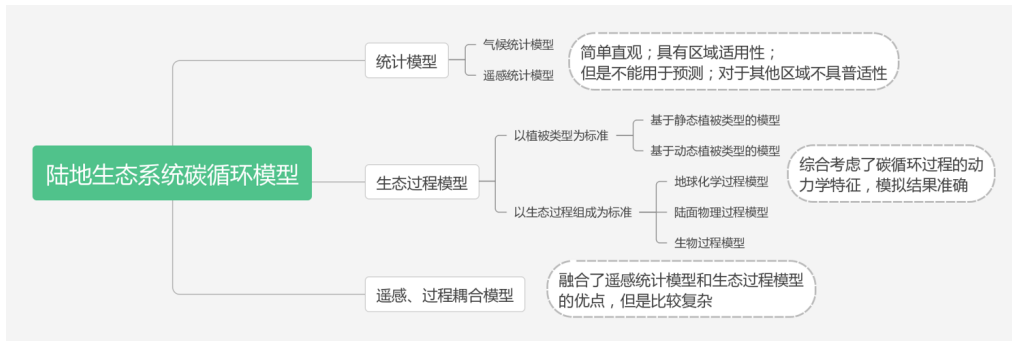 陆地生态系统碳循环模型
统计模型
气候统计模型
遥感统计模型
简单直观；具有区域适用性；
但是不能用于预测；对于其他区域不具普适性
生态过程模型
以植被类型为标准
基于静态植被类型的模型
基于动态植被类型的模型
以生态过程组成为标准
地球化学过程模型
陆面物理过程模型
生物过程模型
综合考虑了碳循环过程的动
力学特征，模拟结果准确
遥感、过程耦合模型
融合了遥感统计模型和生态过程模型
的优点，但是比较复杂